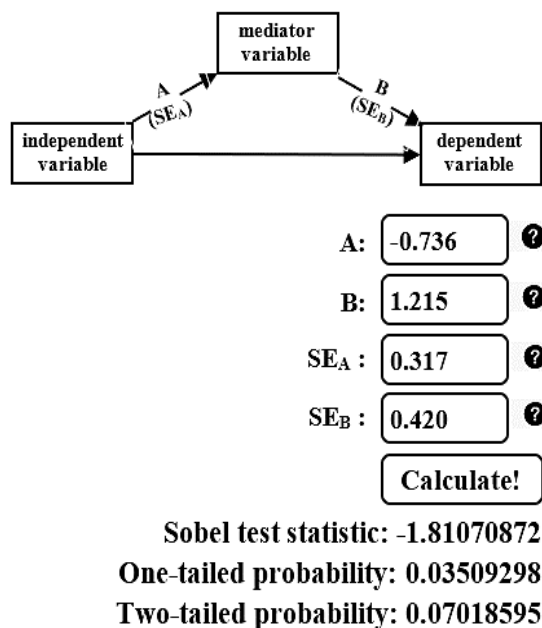 mediator
variable
A
(SEA)
B
(SEB)
independent
variable
dependent
variable
A: -0.736 ?
B: 1.215 ?
SEA : 0.317 ?
SEB : 0.420 ?
Calculate!
Sobel test statistic: -1.81070872
One-tailed probability: 0.03509298
Two-tailed probability: 0.07018595